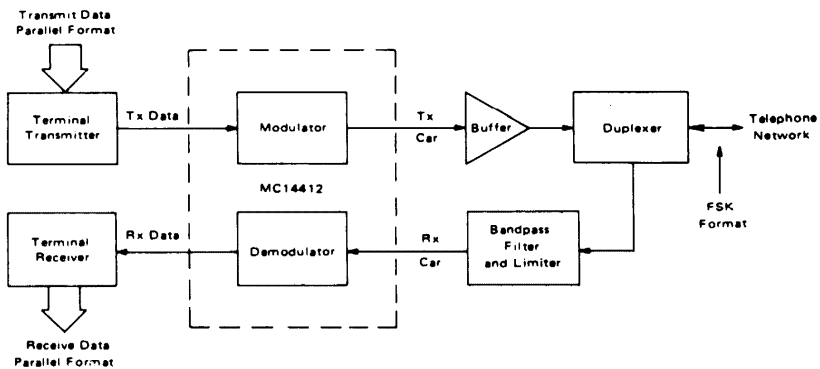 Transmit Data
Parallel Format
Terminal
Transmitter
Tx Data
Modulator
Tx
Car
Buffer
Duplexer
Telephone
Network
MC14412
FSK
Format
Terminal
Receiver
Rx Data
Demodulator
Rx
Car
Bandpass
Filter
and Limiter
Receive Data
Parallel Format